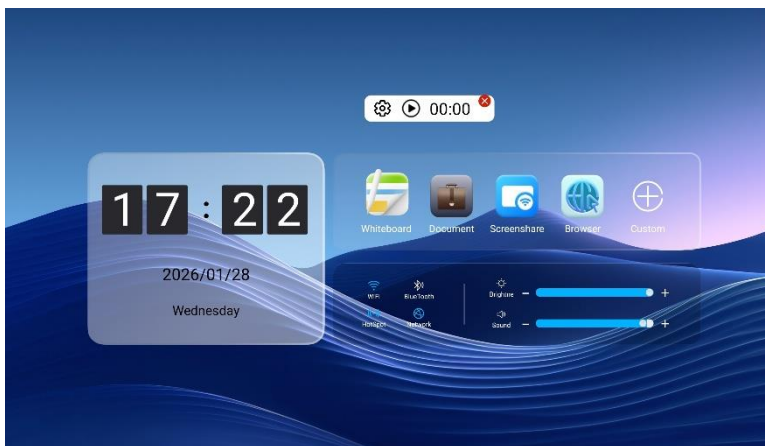 00:00
17:22
2026/01/28
Wednesday
Whiteboard Document Screenshare Browser Custom
WiFi BlueTooth
HotSpot Network
Brightne
Sound